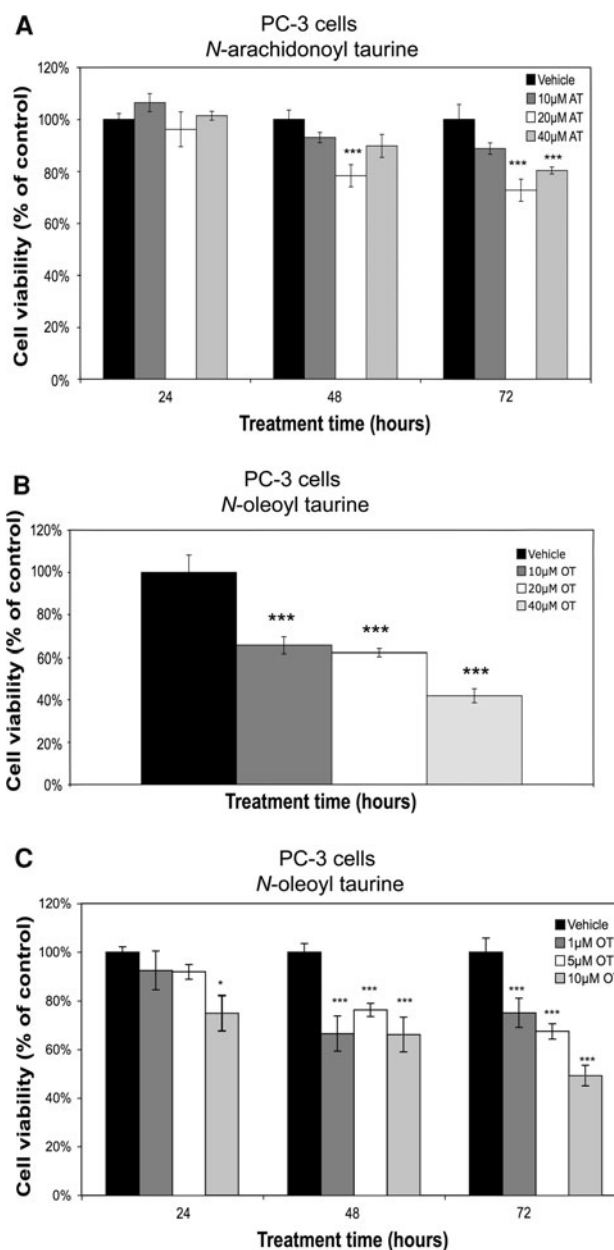 A
PC-3 cells
N-arachidonoyl taurine
120%
100%
80%
60%
40%
20%
0%
Cell viability (% of control)
Vehicle
10µM AT
20µM AT
40µM AT
***
***
***
24
48
72
Treatment time (hours)
B
PC-3 cells
N-oleoyl taurine
120%
100%
80%
60%
40%
20%
0%
Cell viability (% of control)
Vehicle
10µM OT
20µM OT
40µM OT
***
***
***
Treatment time (hours)
C
PC-3 cells
N-oleoyl taurine
120%
100%
80%
60%
40%
20%
0%
Cell viability (% of control)
Vehicle
1µM OT
5µM OT
10µM OT
*
***
***
***
***
***
***
24
48
72
Treatment time (hours)